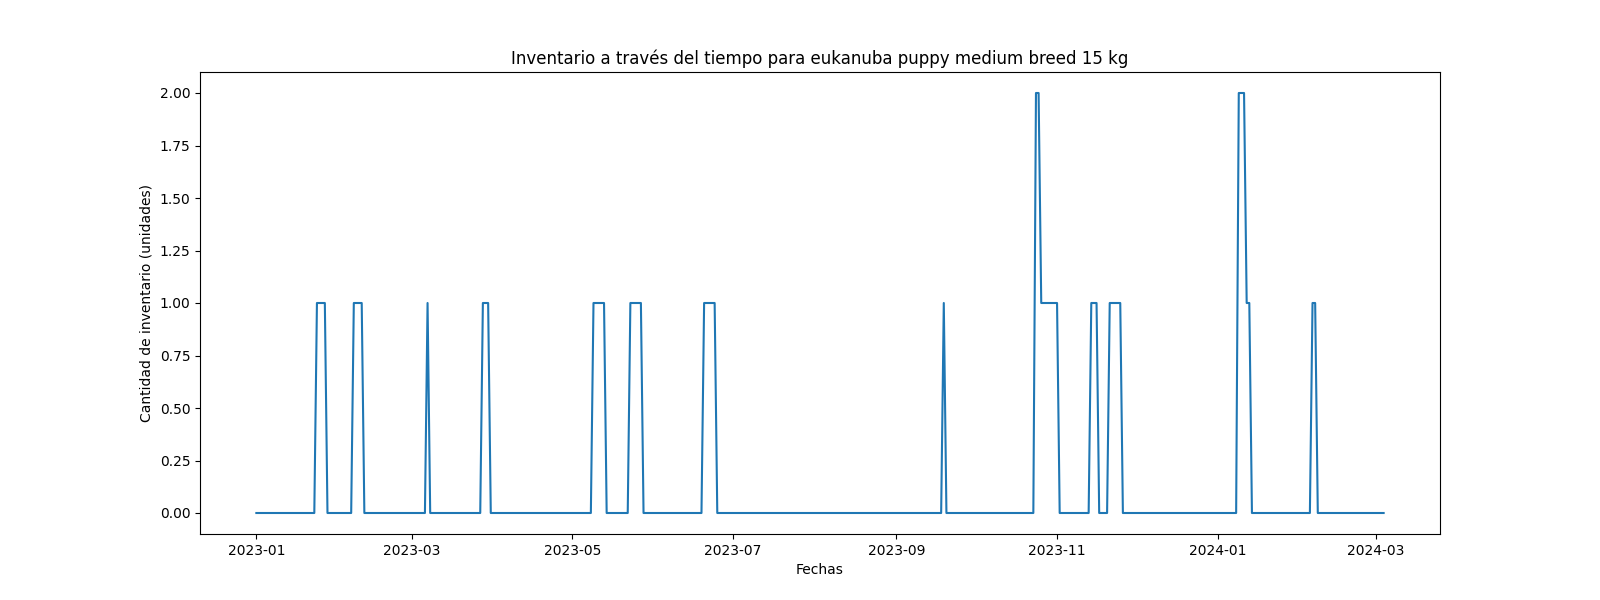 Inventario a través del tiempo para eukanuba puppy medium breed 15 kg
Cantidad de inventario (unidades)
2.00
1.75
1.50
1.25
1.00
0.75
0.50
0.25
0.00
2023-01 2023-03 2023-05 2023-07 2023-09 2023-11 2024-01 2024-03
Fechas